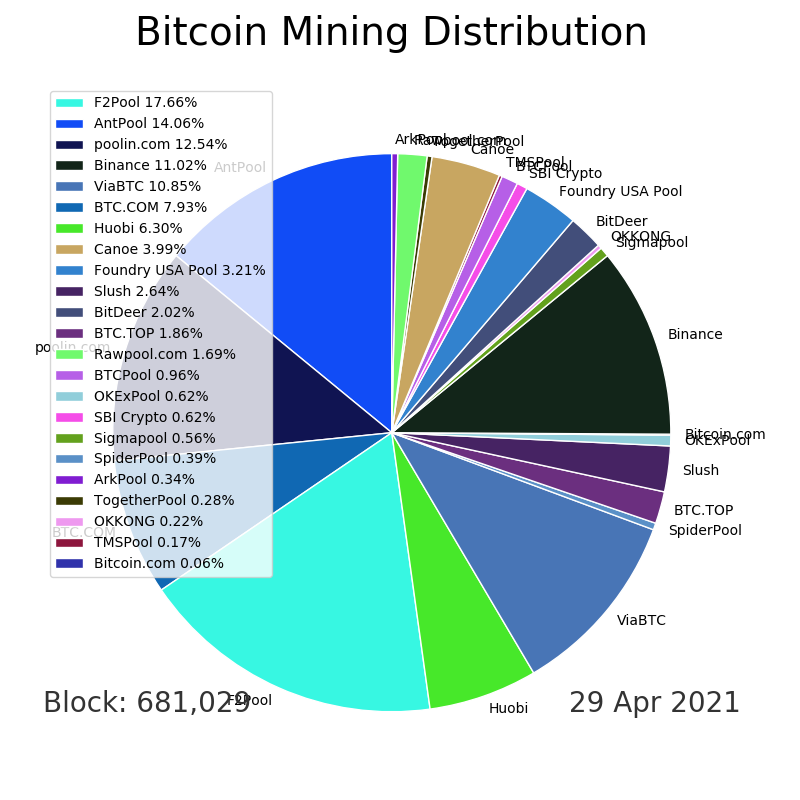 Bitcoin Mining Distribution
F2Pool 17.66%
AntPool 14.06%
poolin.com 12.54%
Binance 11.02%
ViaBTC 10.85%
BTC.COM 7.93%
Huobi 6.30%
Canoe 3.99%
Foundry USA Pool 3.21%
Slush 2.64%
BitDeer 2.02%
BTC.TOP 1.86%
Rawpool.com 1.69%
BTCPool 0.96%
OKExPool 0.62%
SBI Crypto 0.62%
Sigmapool 0.56%
SpiderPool 0.39%
ArkPool 0.34%
TogetherPool 0.28%
OKKONG 0.22%
TMSPool 0.17%
Bitcoin.com 0.06%
AntPool
poolin.com
BTC.COM
F2Pool
Huobi
ViaBTC
SpiderPool
BTC.TOP
Slush
OKExPool
Bitcoin.com
Binance
Sigmapool
OKKONG
BitDeer
Foundry USA Pool
SBI Crypto
BTCPool
TMSPool
Canoe
TogetherPool
Rawpool.com
ArkPool
Block: 681,029
29 Apr 2021